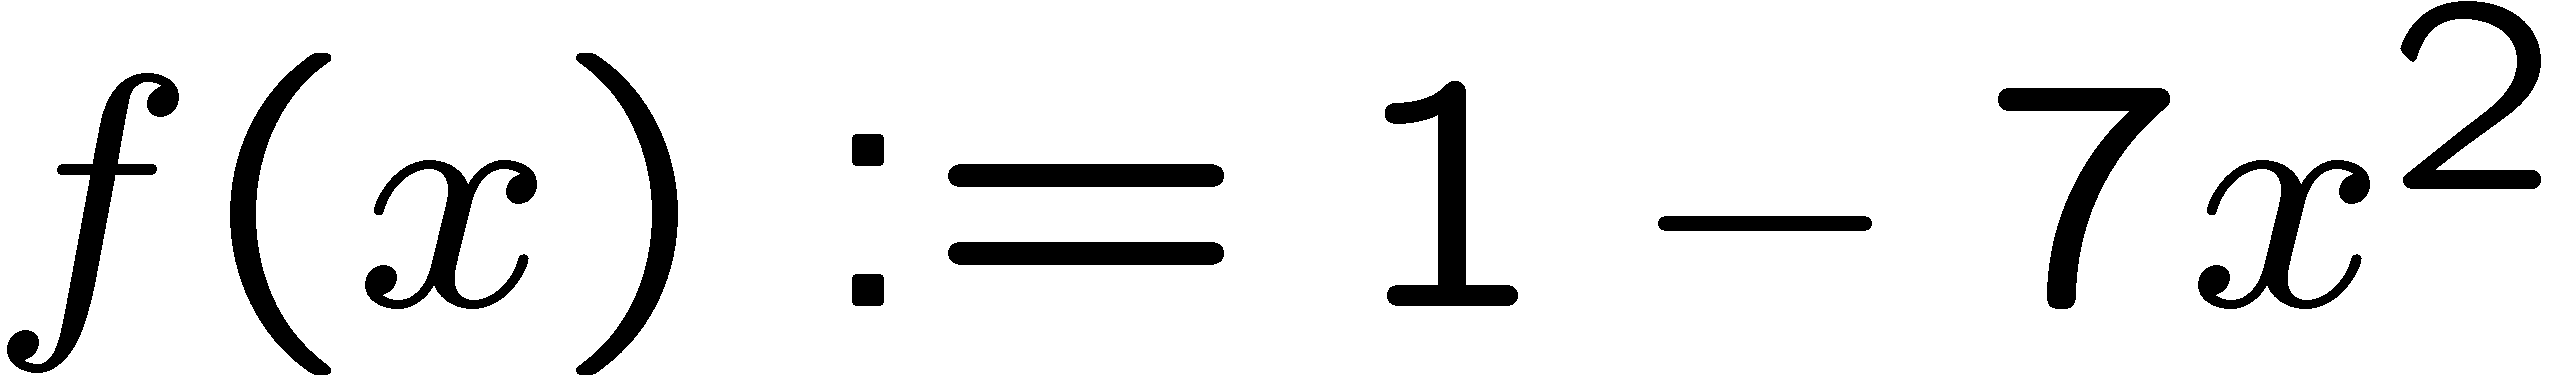 f(x) := 1 − 7x²